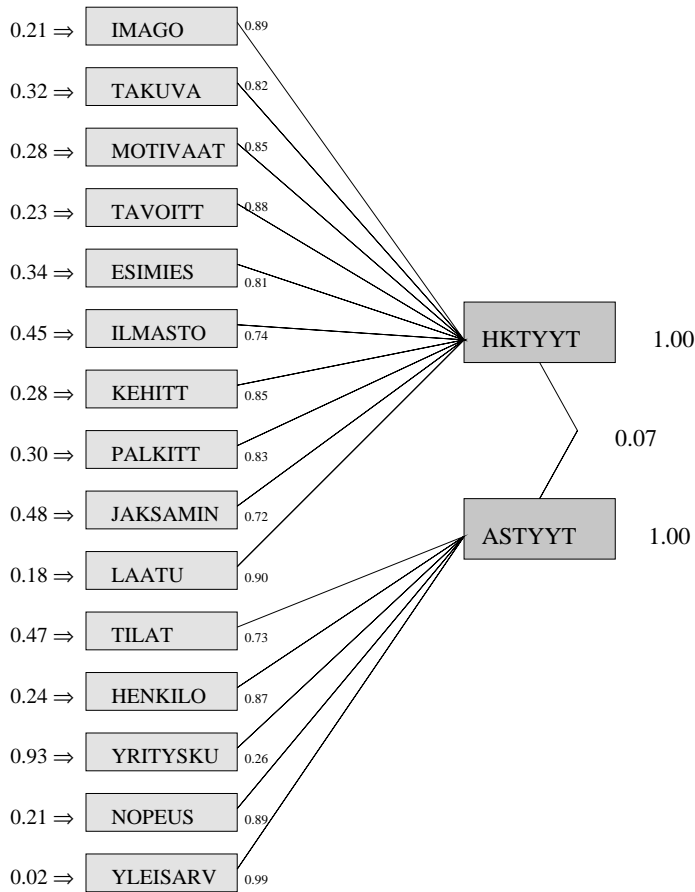 0.21 ⇒ IMAGO 0.89
0.32 ⇒ TAKUVA 0.82
0.28 ⇒ MOTIVAAT 0.85
0.23 ⇒ TAVOITT 0.88
0.34 ⇒ ESIMIES 0.81
0.45 ⇒ ILMASTO 0.74
HKTYYT 1.00
0.28 ⇒ KEHITT 0.85
0.07
0.30 ⇒ PALKITT 0.83
0.48 ⇒ JAKSAMIN 0.72
ASTYYT 1.00
0.18 ⇒ LAATU 0.90
0.47 ⇒ TILAT 0.73
0.24 ⇒ HENKILO 0.87
0.93 ⇒ YRITYSKU 0.26
0.21 ⇒ NOPEUS 0.89
0.02 ⇒ YLEISARV 0.99